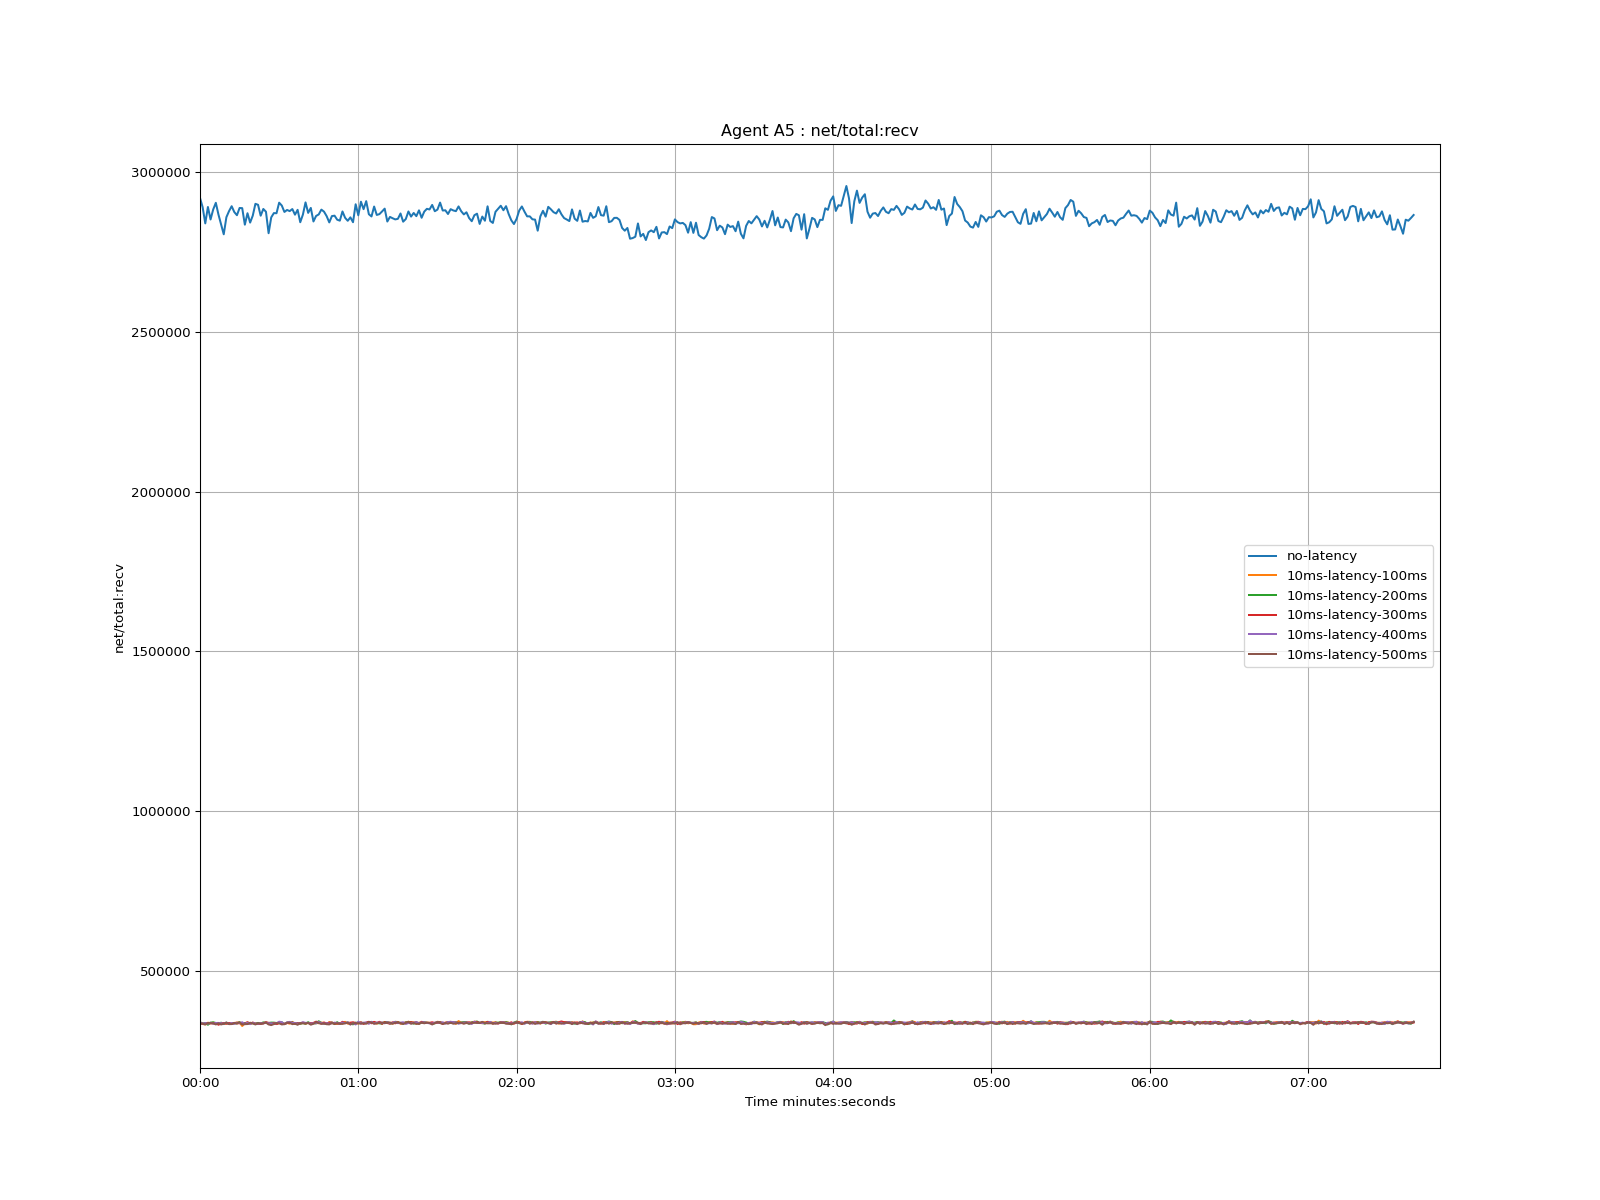 Agent A5 : net/total:recv
3000000
2500000
2000000
1500000
1000000
500000
net/total:recv
no-latency
10ms-latency-100ms
10ms-latency-200ms
10ms-latency-300ms
10ms-latency-400ms
10ms-latency-500ms
00:00 01:00 02:00 03:00 04:00 05:00 06:00 07:00
Time minutes:seconds